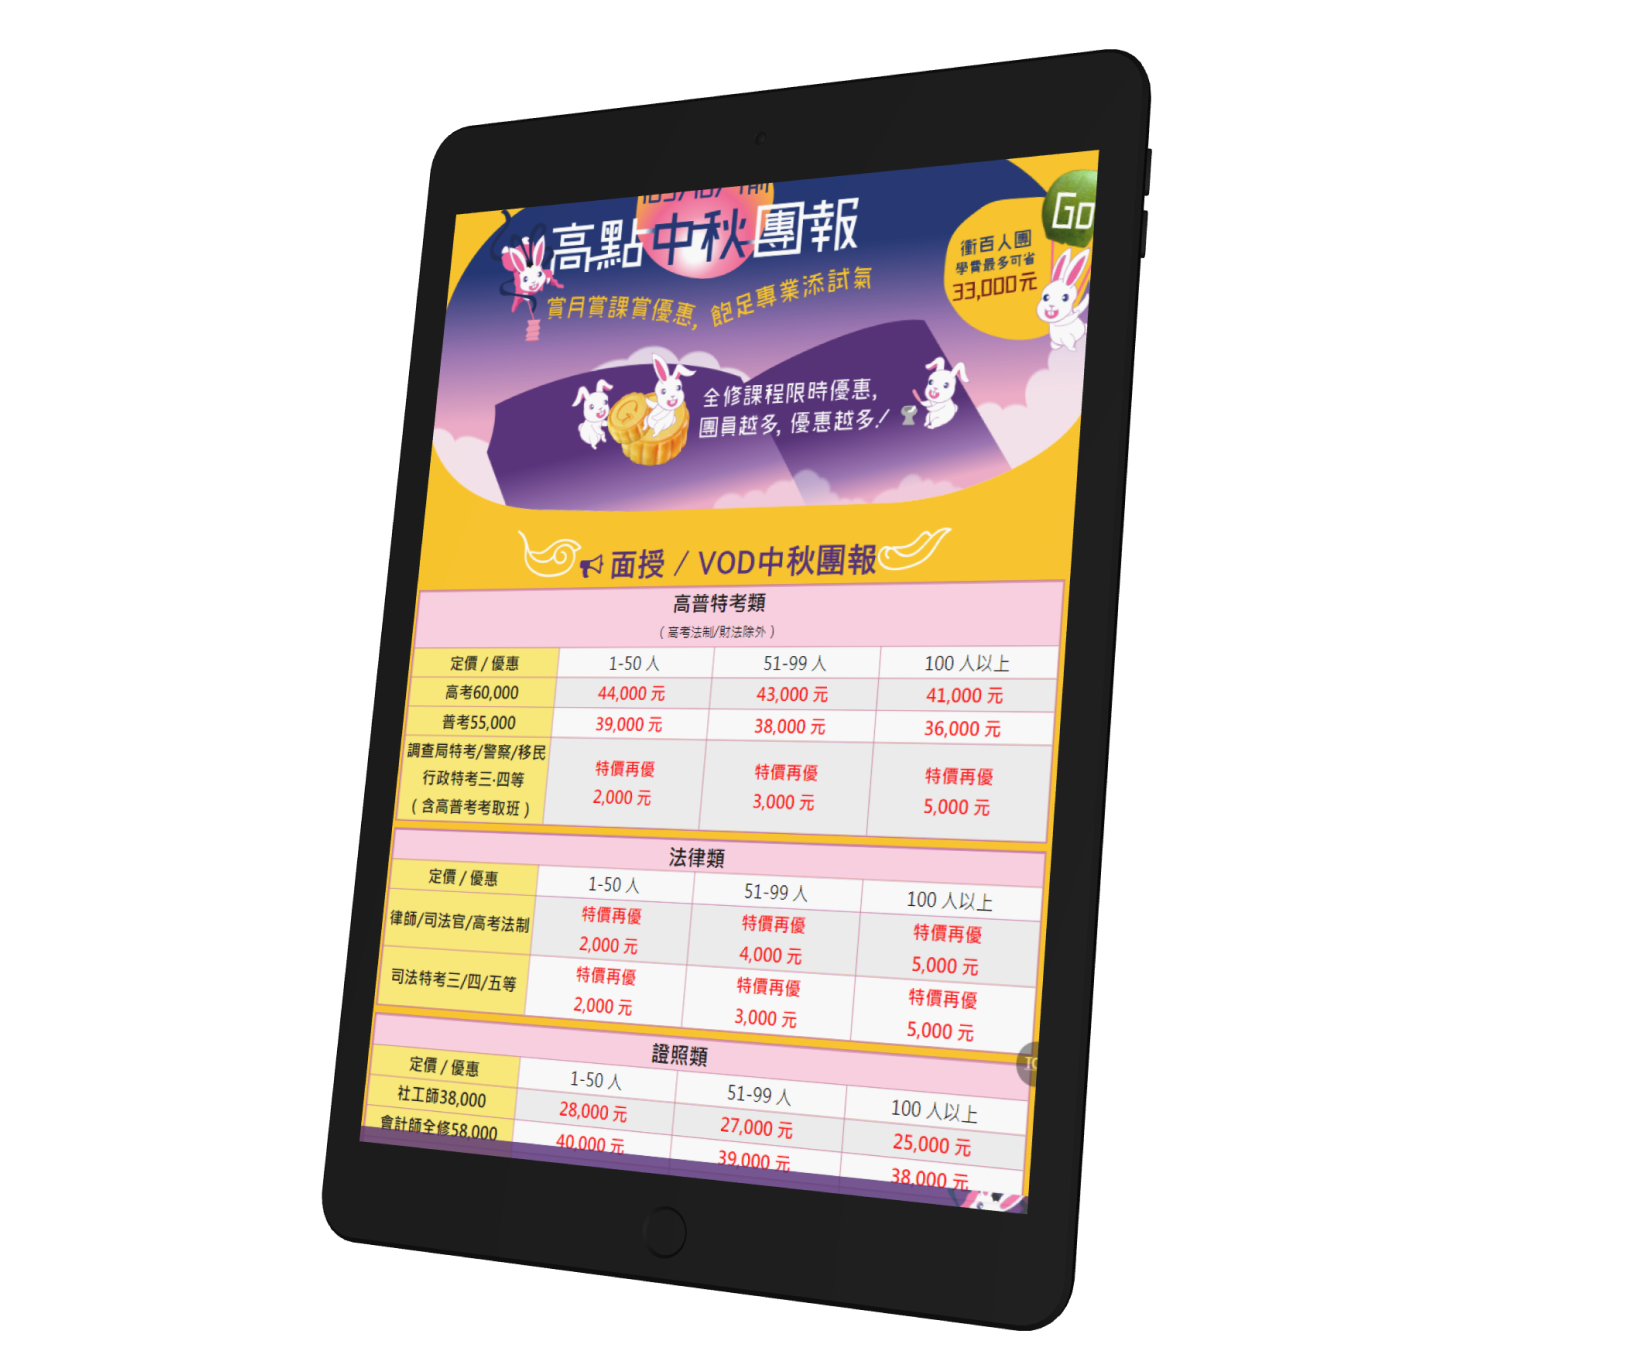 高點中秋團報
賞月賞課賞優惠, 飽足專業添試氣
Go
衝百人團
學費最多可省
33,000元
全修課程限時優惠,
團員越多, 優惠越多!
面授 / VOD中秋團報
高普特考類
( 高考法制/財法除外 )
定價 / 優惠 1-50 人 51-99 人 100 人以上
高考60,000 44,000 元 43,000 元 41,000 元
普考55,000 39,000 元 38,000 元 36,000 元
調查局特考/警察/移民
行政特考三·四等
( 含高普考考取班 )
特價再優 特價再優 特價再優
2,000 元 3,000 元 5,000 元
法律類
定價 / 優惠 1-50 人 51-99 人 100 人以上
律師/司法官/高考法制
特價再優 特價再優 特價再優
2,000 元 4,000 元 5,000 元
司法特考三/四/五等
特價再優 特價再優 特價再優
2,000 元 3,000 元 5,000 元
證照類
定價 / 優惠 1-50 人 51-99 人 100 人以上
社工師38,000 28,000 元 27,000 元 25,000 元
會計師全修58,000 40,000 元 39,000 元 38,000 元